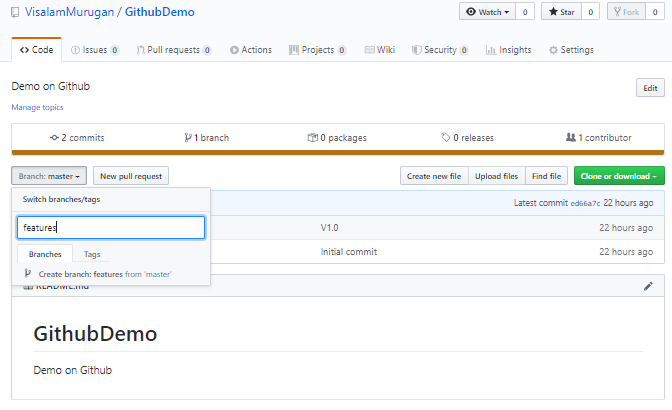 VisalamMurugan / GithubDemo Watch 0 Star 0 Fork 0
Code Issues 0 Pull requests 0 Actions Projects 0 Wiki Security 0 Insights Settings
Demo on Github Edit
Manage topics
2 commits 1 branch 0 packages 0 releases 1 contributor
Branch: master New pull request Create new file Upload files Find file Clone or download
Switch branches/tags Latest commit ed66a7c 22 hours ago
features V1.0 22 hours ago
Branches Tags Initial commit 22 hours ago
Create branch: features from 'master'
README.md
GithubDemo
Demo on Github